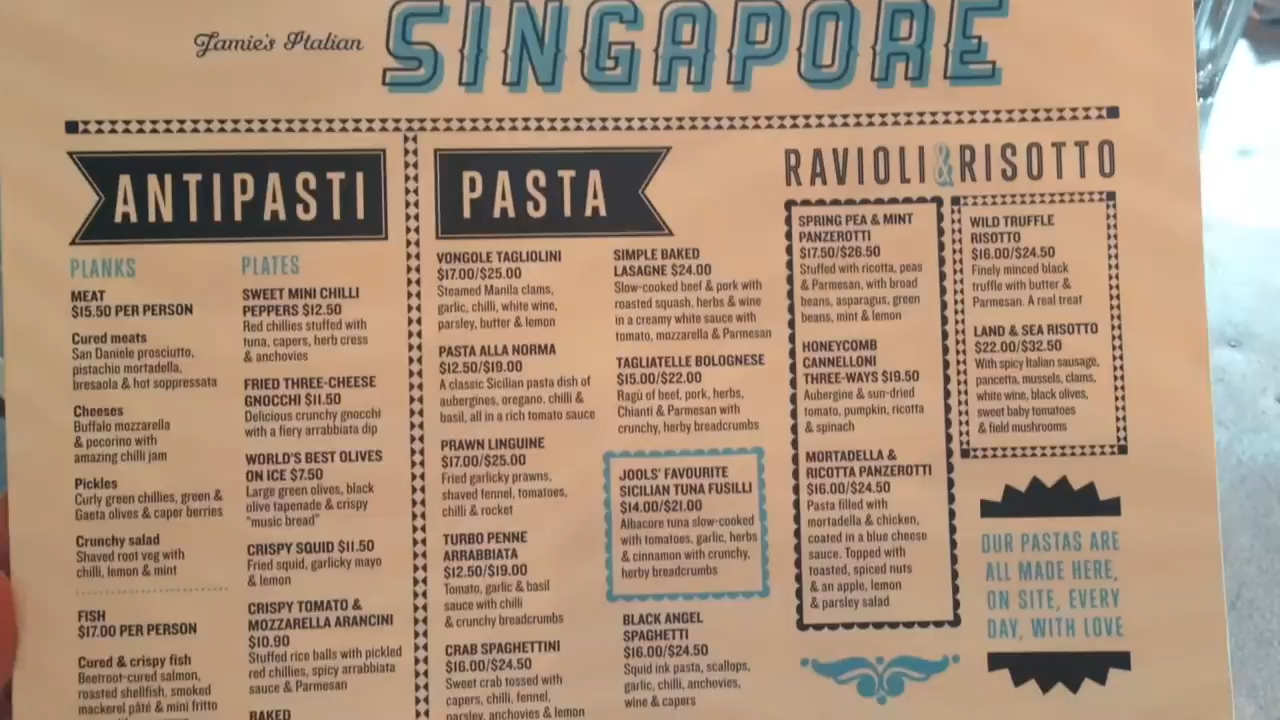 Jamie's Italian
SINGAPORE
ANTIPASTI
PLANKS
MEAT
$15.50 PER PERSON
Cured meats
San Daniele prosciutto,
pistachio mortadella,
bresaola & hot soppressata
Cheeses
Buffalo mozzarella
& pecorino with
amazing chilli jam
Pickles
Curly green chillies, green &
Gaeta olives & caper berries
Crunchy salad
Shaved root veg with
chilli, lemon & mint
FISH
$17.00 PER PERSON
Cured & crispy fish
Beetroot-cured salmon,
roasted shellfish, smoked
mackerel pâté & mini fritto
PLATES
SWEET MINI CHILLI
PEPPERS $12.50
Red chillies stuffed with
tuna, capers, herb cress
& anchovies
FRIED THREE-CHEESE
GNOCCHI $11.50
Delicious crunchy gnocchi
with a fiery arrabbiata dip
WORLD'S BEST OLIVES
ON ICE $7.50
Large green olives, black
olive tapenade & crispy
"music bread"
CRISPY SQUID $11.50
Fried squid, garlicky mayo
& lemon
CRISPY TOMATO &
MOZZARELLA ARANCINI
$10.90
Stuffed rice balls with pickled
red chillies, spicy arrabbiata
sauce & Parmesan
BAKED
PASTA
VONGOLE TAGLIOLINI
$17.00/$25.00
Steamed Manila clams,
garlic, chilli, white wine,
parsley, butter & lemon
PASTA ALLA NORMA
$12.50/$19.00
A classic Sicilian pasta dish of
aubergines, oregano, chilli &
basil, all in a rich tomato sauce
PRAWN LINGUINE
$17.00/$25.00
Fried garlicky prawns,
shaved fennel, tomatoes,
chilli & rocket
TURBO PENNE
ARRABBIATA
$12.50/$19.00
Tomato, garlic & basil
sauce with chilli
& crunchy breadcrumbs
CRAB SPAGHETTINI
$16.00/$24.50
Sweet crab tossed with
capers, chilli, fennel,
parsley, anchovies & lemon
SIMPLE BAKED
LASAGNE $24.00
Slow-cooked beef & pork with
roasted squash, herbs & wine
in a creamy white sauce with
tomato, mozzarella & Parmesan
TAGLIATELLE BOLOGNESE
$15.00/$22.00
Ragù of beef, pork, herbs,
Chianti & Parmesan with
crunchy, herby breadcrumbs
JOOLS' FAVOURITE
SICILIAN TUNA FUSILLI
$14.00/$21.00
Albacore tuna slow-cooked
with tomatoes, garlic, herbs
& cinnamon with crunchy,
herby breadcrumbs
BLACK ANGEL
SPAGHETTI
$16.00/$24.50
Squid ink pasta, scallops,
garlic, chilli, anchovies,
wine & capers
RAVIOLI & RISOTTO
SPRING PEA & MINT
PANZEROTTI
$17.50/$26.50
Stuffed with ricotta, peas
& Parmesan, with broad
beans, asparagus, green
beans, mint & lemon
HONEYCOMB
CANNELLONI
THREE-WAYS $19.50
Aubergine & sun-dried
tomato, pumpkin, ricotta
& spinach
MORTADELLA &
RICOTTA PANZEROTTI
$16.00/$24.50
Pasta filled with
mortadella & chicken,
coated in a blue cheese
sauce. Topped with
toasted, spiced nuts
& an apple, lemon
& parsley salad
WILD TRUFFLE
RISOTTO
$16.00/$24.50
Finely minced black
truffle with butter &
Parmesan. A real treat
LAND & SEA RISOTTO
$22.00/$32.50
With spicy Italian sausage,
pancetta, mussels, clams,
white wine, black olives,
sweet baby tomatoes
& field mushrooms
OUR PASTAS ARE
ALL MADE HERE,
ON SITE, EVERY
DAY, WITH LOVE